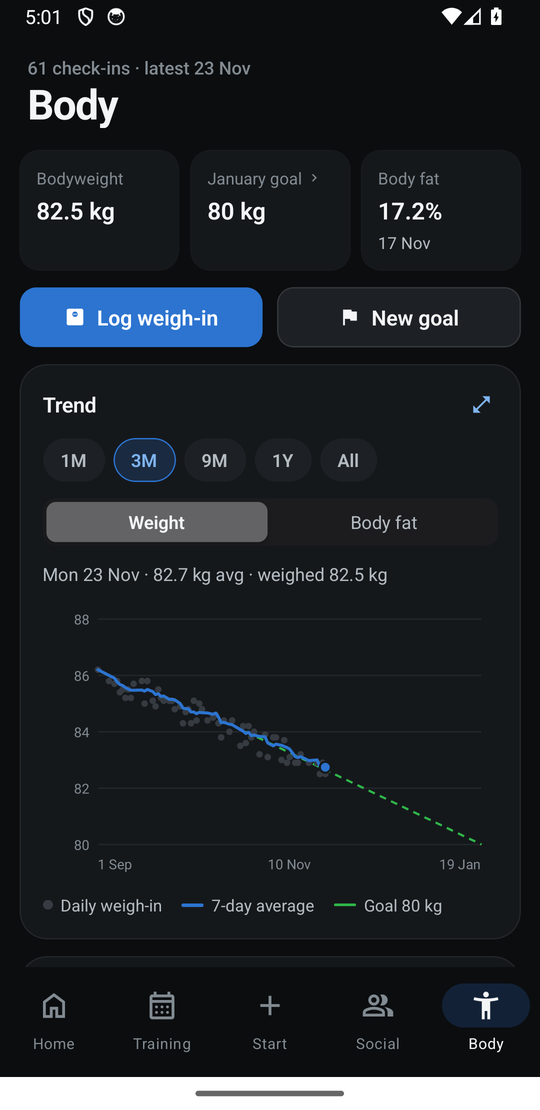 5:01
61 check-ins · latest 23 Nov
Body
Bodyweight
82.5 kg
January goal
80 kg
Body fat
17.2%
17 Nov
Log weigh-in
New goal
Trend
1M 3M 9M 1Y All
Weight Body fat
Mon 23 Nov · 82.7 kg avg · weighed 82.5 kg
88
86
84
82
80
1 Sep 10 Nov 19 Jan
Daily weigh-in 7-day average Goal 80 kg
Home Training Start Social Body